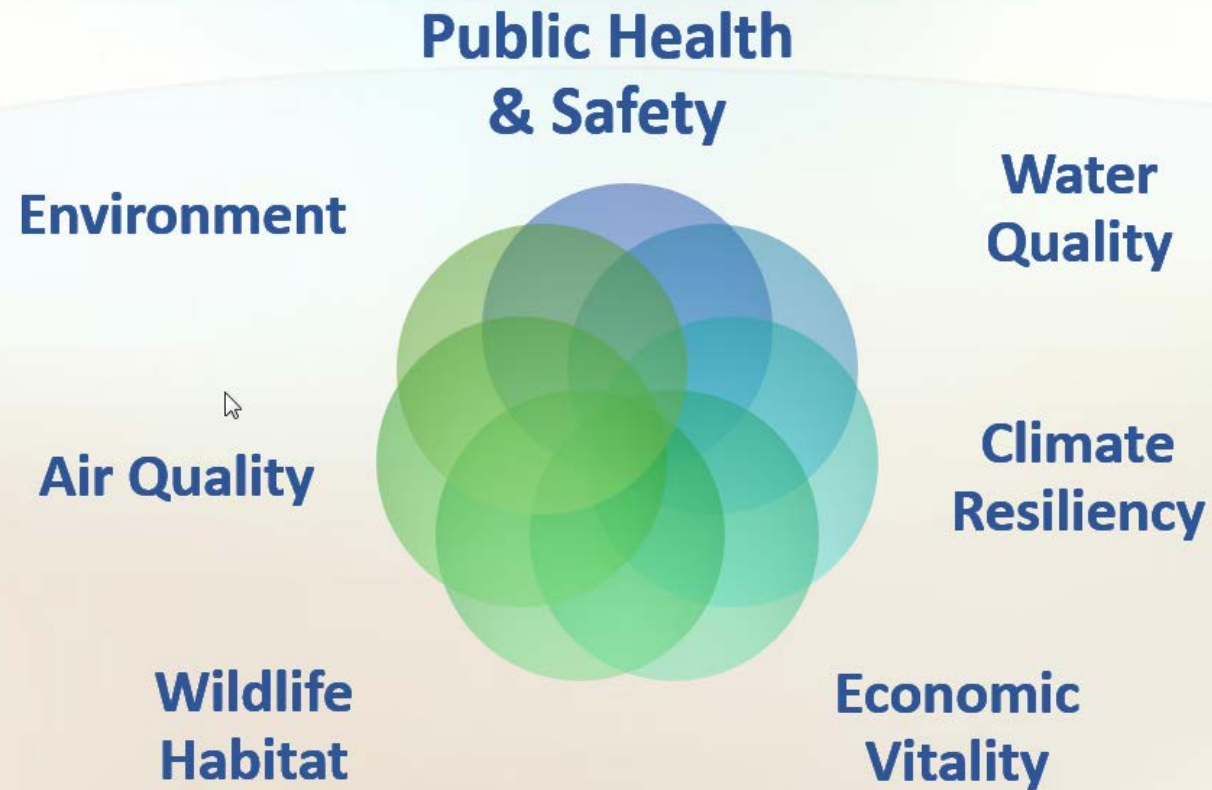 Public Health
& Safety
Environment
Water
Quality
Air Quality
Climate
Resiliency
Wildlife
Habitat
Economic
Vitality